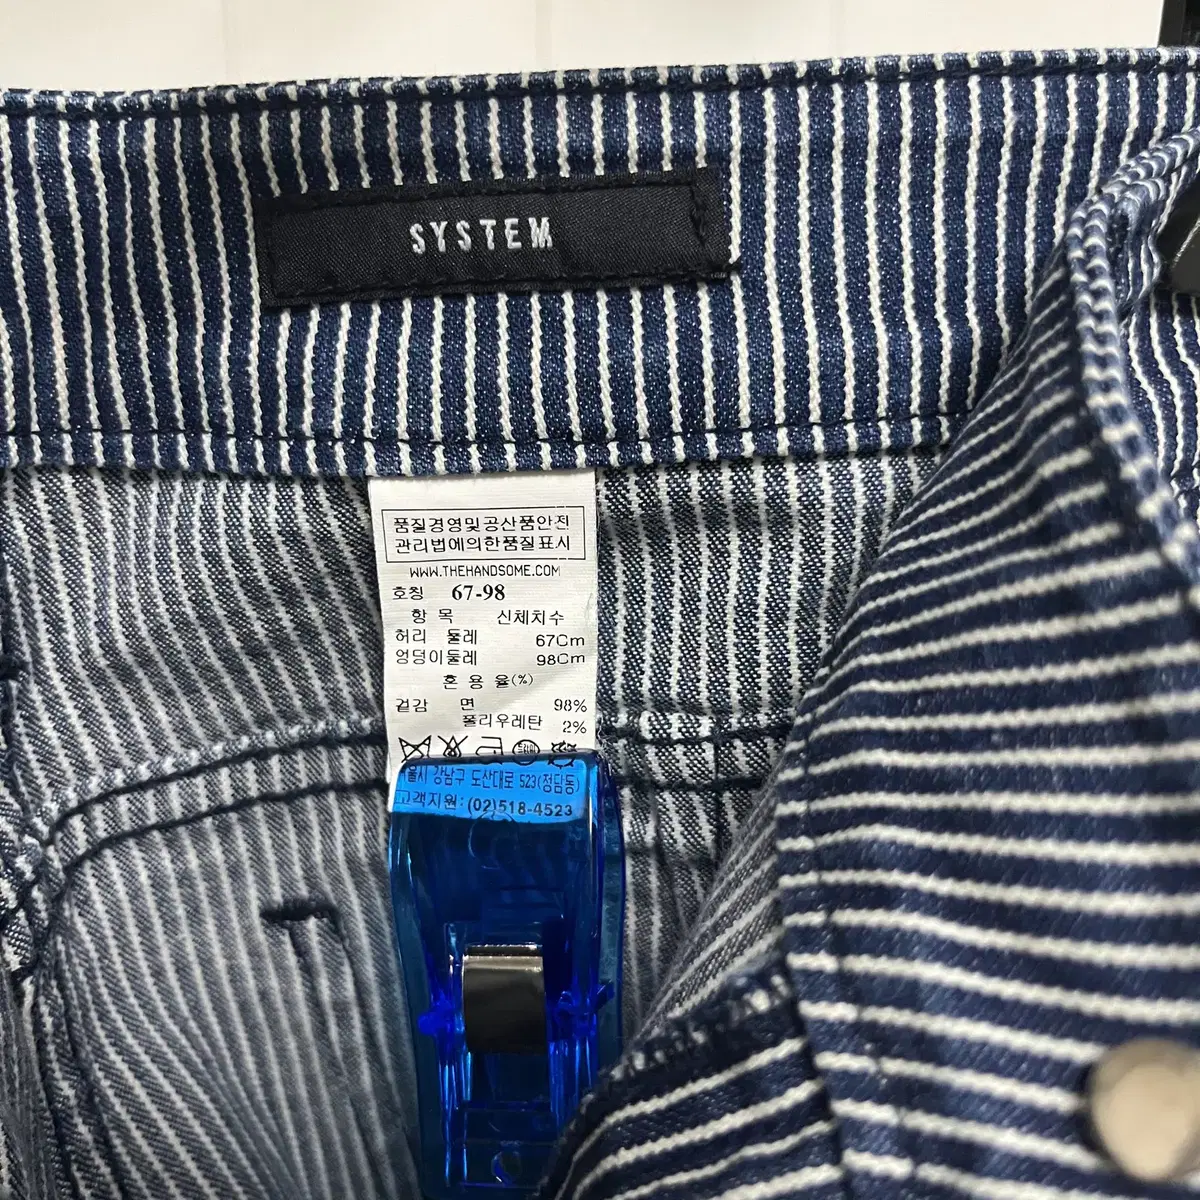 SYSTEM
품질경영및공산품안전
관리법에의한품질표시
WWW.THEHANDSOME.COM
호칭 67-98
항 목 신체치수
허리 둘레 67Cm
엉덩이둘레 98Cm
혼 용 율(%)
겉감 면 98%
폴리우레탄 2%
강남구 도산대로 523(청담동)
고객지원:(02)518-4523